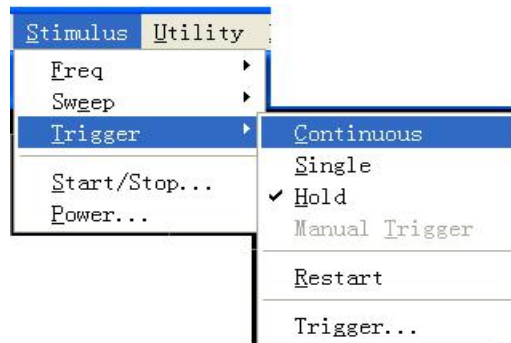 Stimulus Utility
Freq
Sweep
Trigger
Continuous
Single
Start/Stop...
Hold
Power...
Manual Trigger
Restart
Trigger...